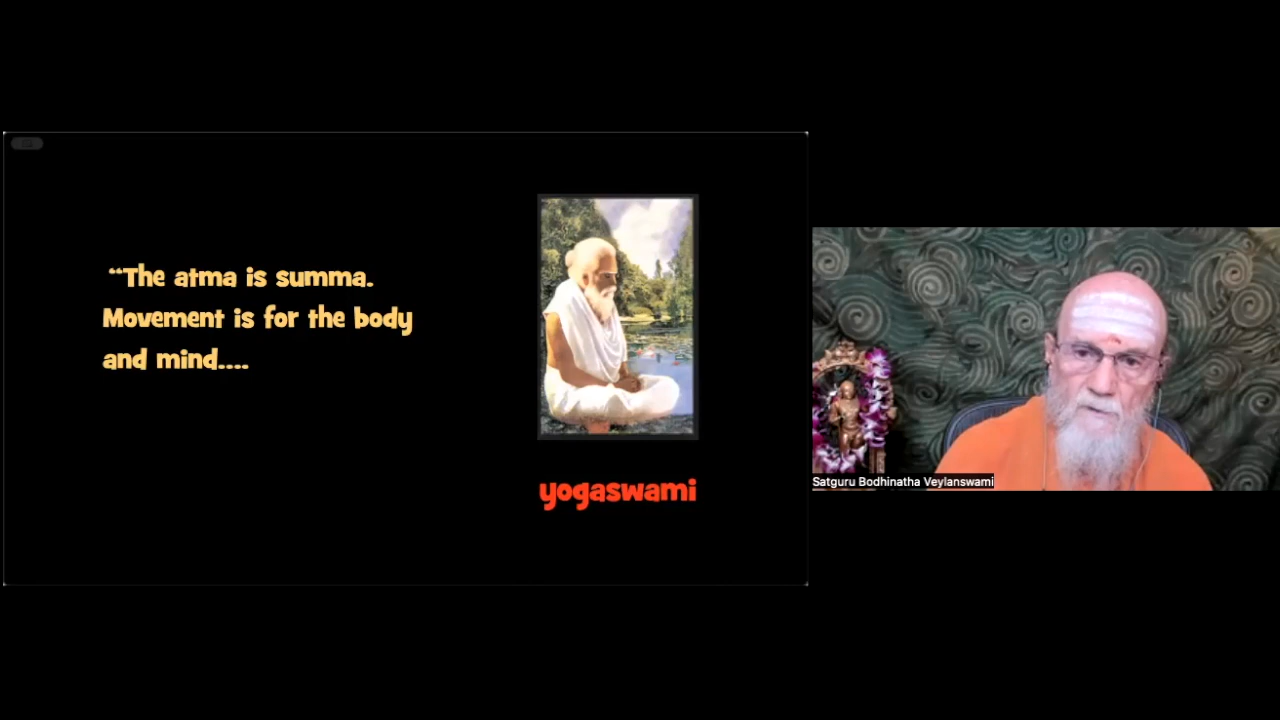 “The atma is summa.
Movement is for the body
and mind....
yogaswami
Satguru Bodhinatha Veylanswami